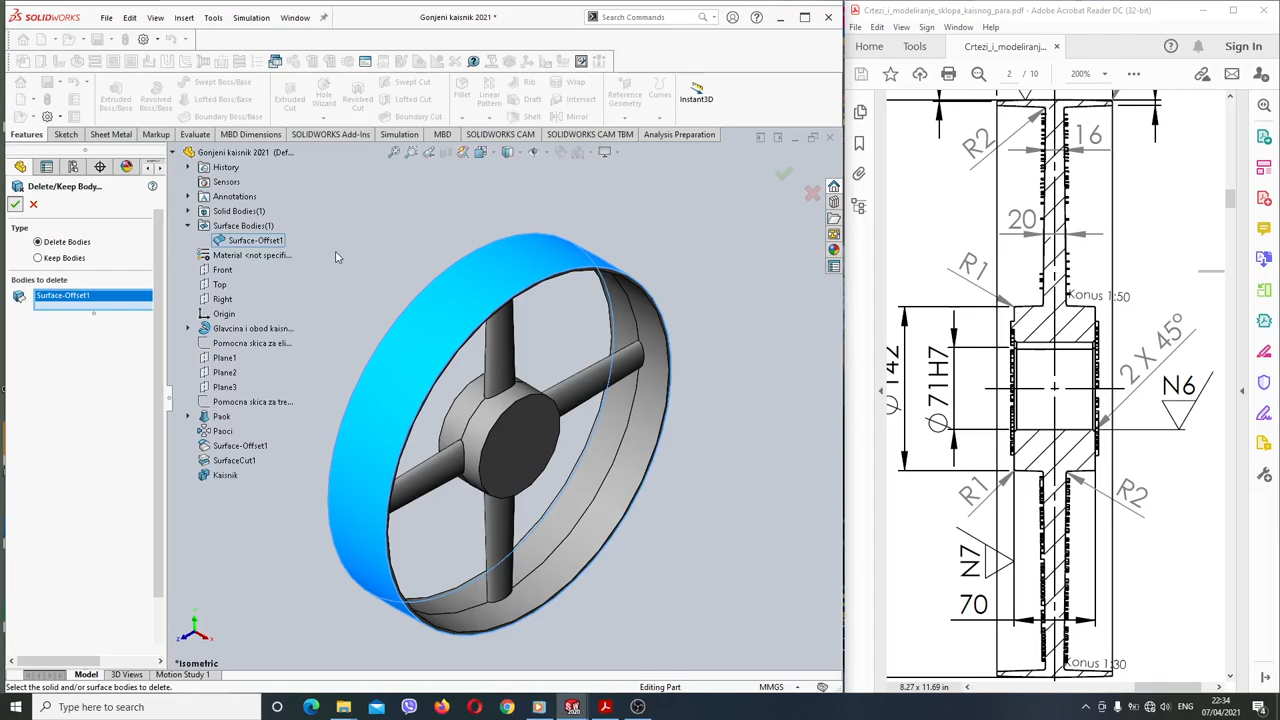 SOLIDWORKS File Edit View Insert Tools Simulation Window Gonjeni kaisnik 2021 * Search Commands
Crtezi_i_modeliranje_sklopa_kaisnog_para.pdf - Adobe Acrobat Reader DC (32-bit)
File Edit View Sign Window Help
Home Tools Crtezi_i_modeliranj... Sign In
2 / 10 200%
Extruded Boss/Base
Revolved Boss/Base
Swept Boss/Base
Lofted Boss/Base
Boundary Boss/Base
Extruded Cut
Hole Wizard
Revolved Cut
Swept Cut
Lofted Cut
Boundary Cut
Fillet
Linear Pattern
Rib
Draft
Shell
Wrap
Intersect
Mirror
Reference Geometry
Curves
Instant3D
Features Sketch Sheet Metal Markup Evaluate MBD Dimensions SOLIDWORKS Add-Ins Simulation MBD SOLIDWORKS CAM SOLIDWORKS CAM TBM Analysis Preparation
Delete/Keep Body...
Type
Delete Bodies
Keep Bodies
Bodies to delete
Surface-Offset1
Gonjeni kaisnik 2021 (Def...
History
Sensors
Annotations
Solid Bodies(1)
Surface Bodies(1)
Surface-Offset1
Material <not specifi...
Front
Top
Right
Origin
Glavcina i obod kaisn...
Pomocna skica za eli...
Plane1
Plane2
Plane3
Pomocna skica za tre...
Paok
Paoci
Surface-Offset1
SurfaceCut1
Kaisnik
Y
Z
X
*Isometric
R2
16
20
R1
Konus 1:50
Ø 142
Ø 71H7
2 X 45°
N6
R1
R2
N7
70
Konus 1:30
Model 3D Views Motion Study 1
Select the solid and/or surface bodies to delete. Editing Part MMGS
8.27 x 11.69 in
Type here to search
ENG
22:34
07/04/2021